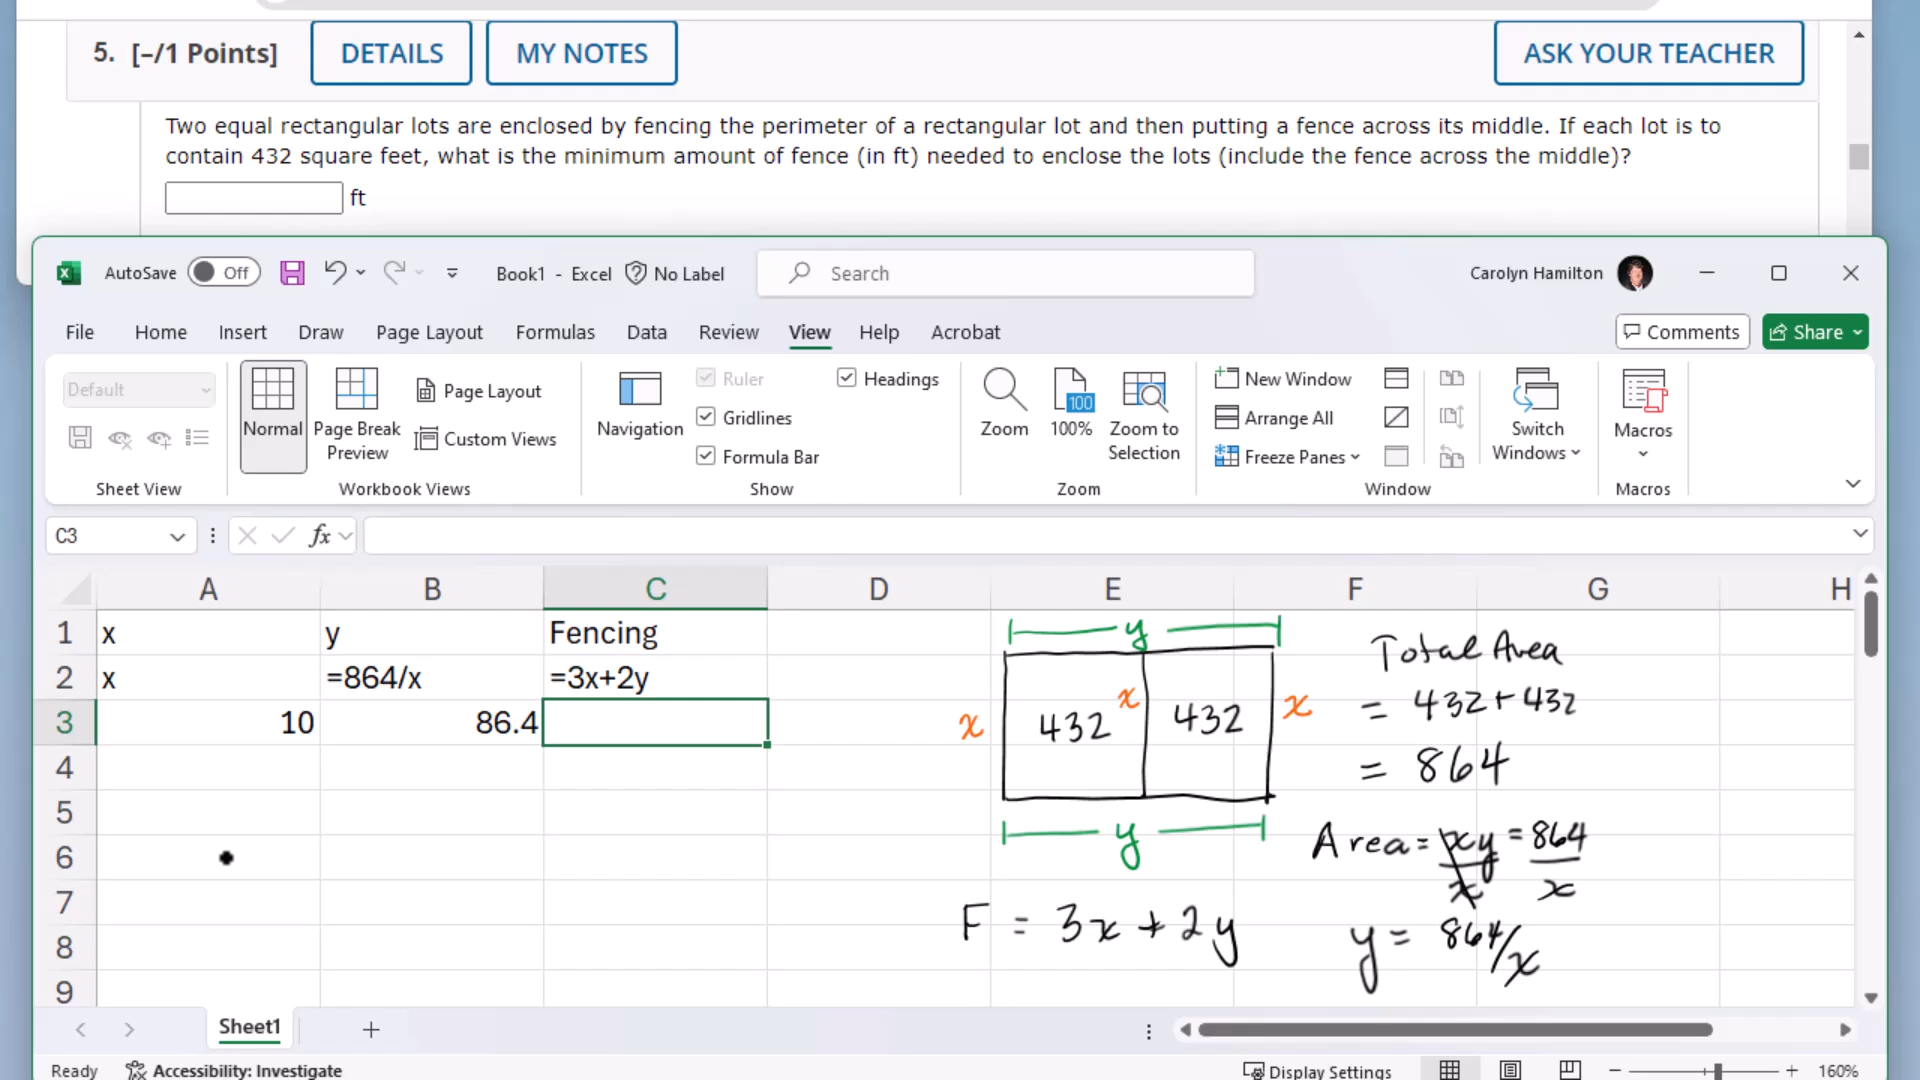 5. [–/1 Points] DETAILS MY NOTES ASK YOUR TEACHER
Two equal rectangular lots are enclosed by fencing the perimeter of a rectangular lot and then putting a fence across its middle. If each lot is to
contain 432 square feet, what is the minimum amount of fence (in ft) needed to enclose the lots (include the fence across the middle)?
ft
AutoSave Off Book1 - Excel No Label Search Carolyn Hamilton
File Home Insert Draw Page Layout Formulas Data Review View Help Acrobat Comments Share
Default
Normal
Page Break
Preview
Page Layout
Custom Views
Navigation
Ruler
Gridlines
Formula Bar
Headings
Zoom
100
100%
Zoom to
Selection
New Window
Arrange All
Freeze Panes
Switch
Windows
Macros
Sheet View Workbook Views Show Zoom Window Macros
C3 fx
A B C D E F G H
1 x y Fencing
2 x =864/x =3x+2y
3 10 86.4
4
5
6
7
8
9
y
x 432 x 432 x
y
F = 3x + 2y
Total Area
= 432 + 432
= 864
Area = xy = 864
x x
y = 864/x
Sheet1
Ready Accessibility: Investigate Display Settings 160%